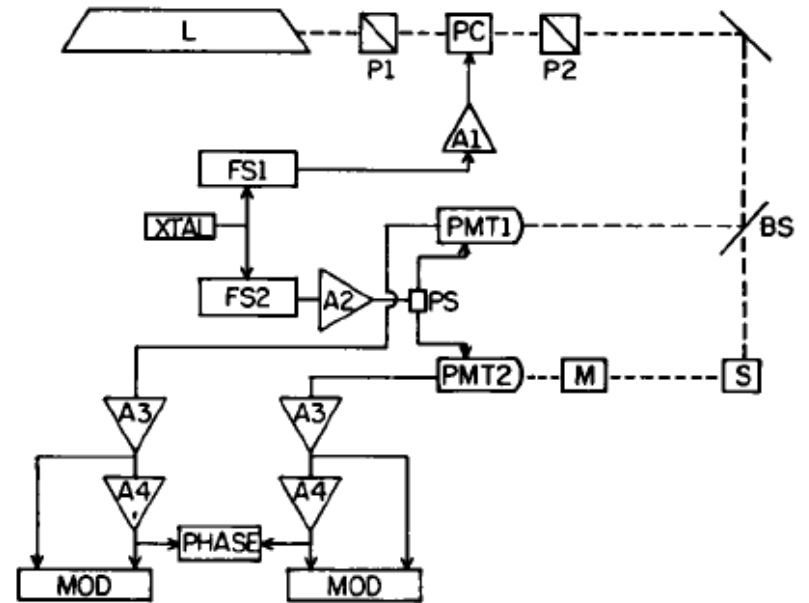 L
P1
PC
P2
A1
FS1
XTAL
PMT1
BS
FS2
A2
PS
PMT2
M
S
A3
A3
A4
A4
PHASE
MOD
MOD